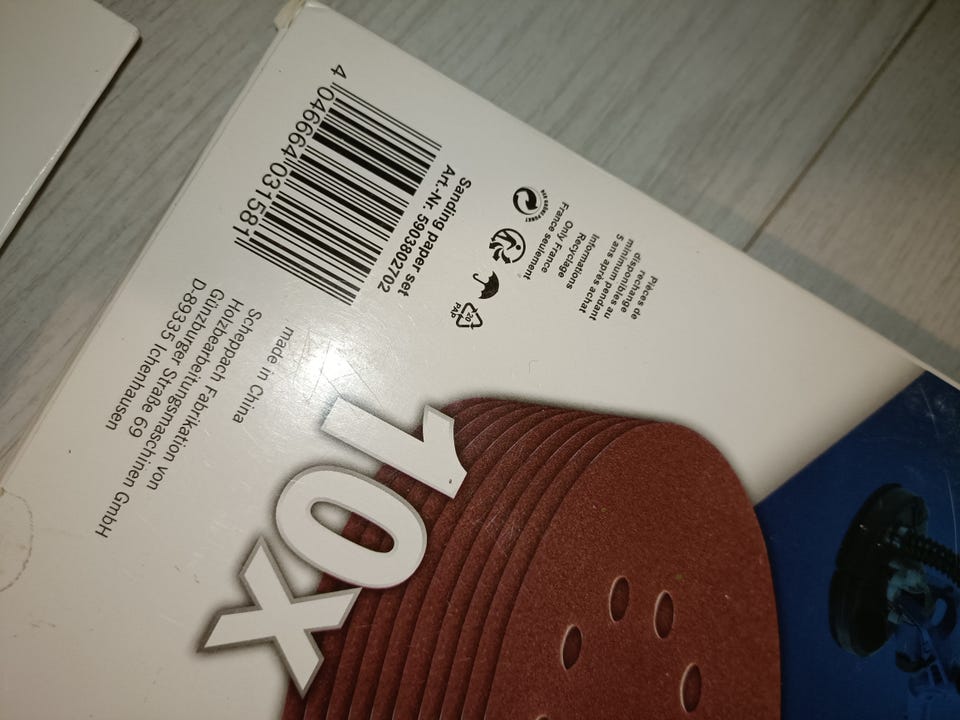 4 046664 031581
Sanding paper set
Art.-Nr. 5903802702
made in China
Scheppach Fabrikation von
Holzbearbeitungsmaschinen GmbH
Günzburger Straße 69
D-89335 Ichenhausen
Pièces de
rechange
disponibles au
minimum pendant
5 ans après achat
Informations
Recyclage
Only France
France seulement
20
PAP
10x